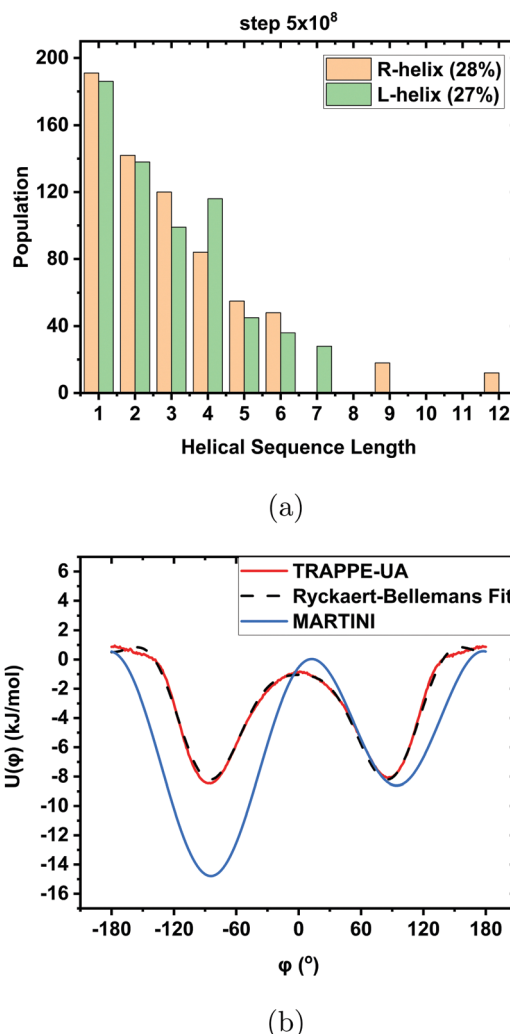 step 5x10⁸
R-helix (28%)
L-helix (27%)
Population
200
160
120
80
40
0
1 2 3 4 5 6 7 8 9 10 11 12
Helical Sequence Length
(a)
TRAPPE-UA
Ryckaert-Bellemans Fit
MARTINI
U(φ) (kJ/mol)
6
4
2
0
-2
-4
-6
-8
-10
-12
-14
-16
-180 -120 -60 0 60 120 180
φ (°)
(b)